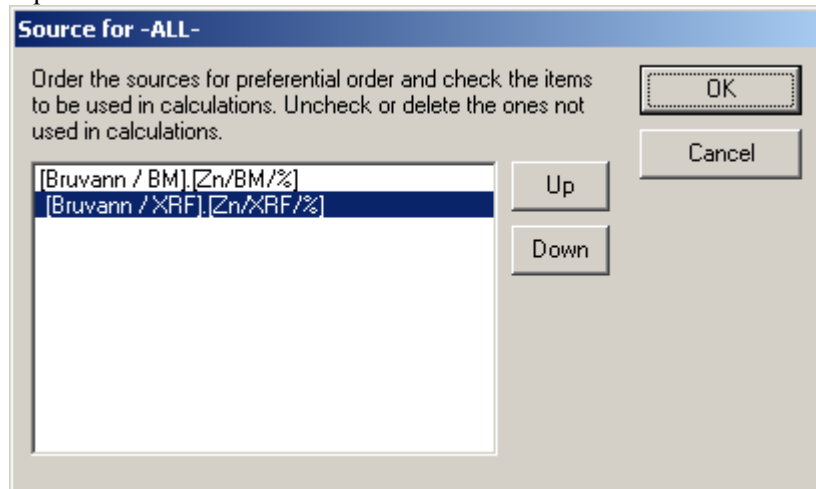 Source for -ALL-
Order the sources for preferential order and check the items
to be used in calculations. Uncheck or delete the ones not
used in calculations.
OK
Cancel
[Bruvann / BM].[Zn/BM/%]
[Bruvann / XRF].[Zn/XRF/%]
Up
Down